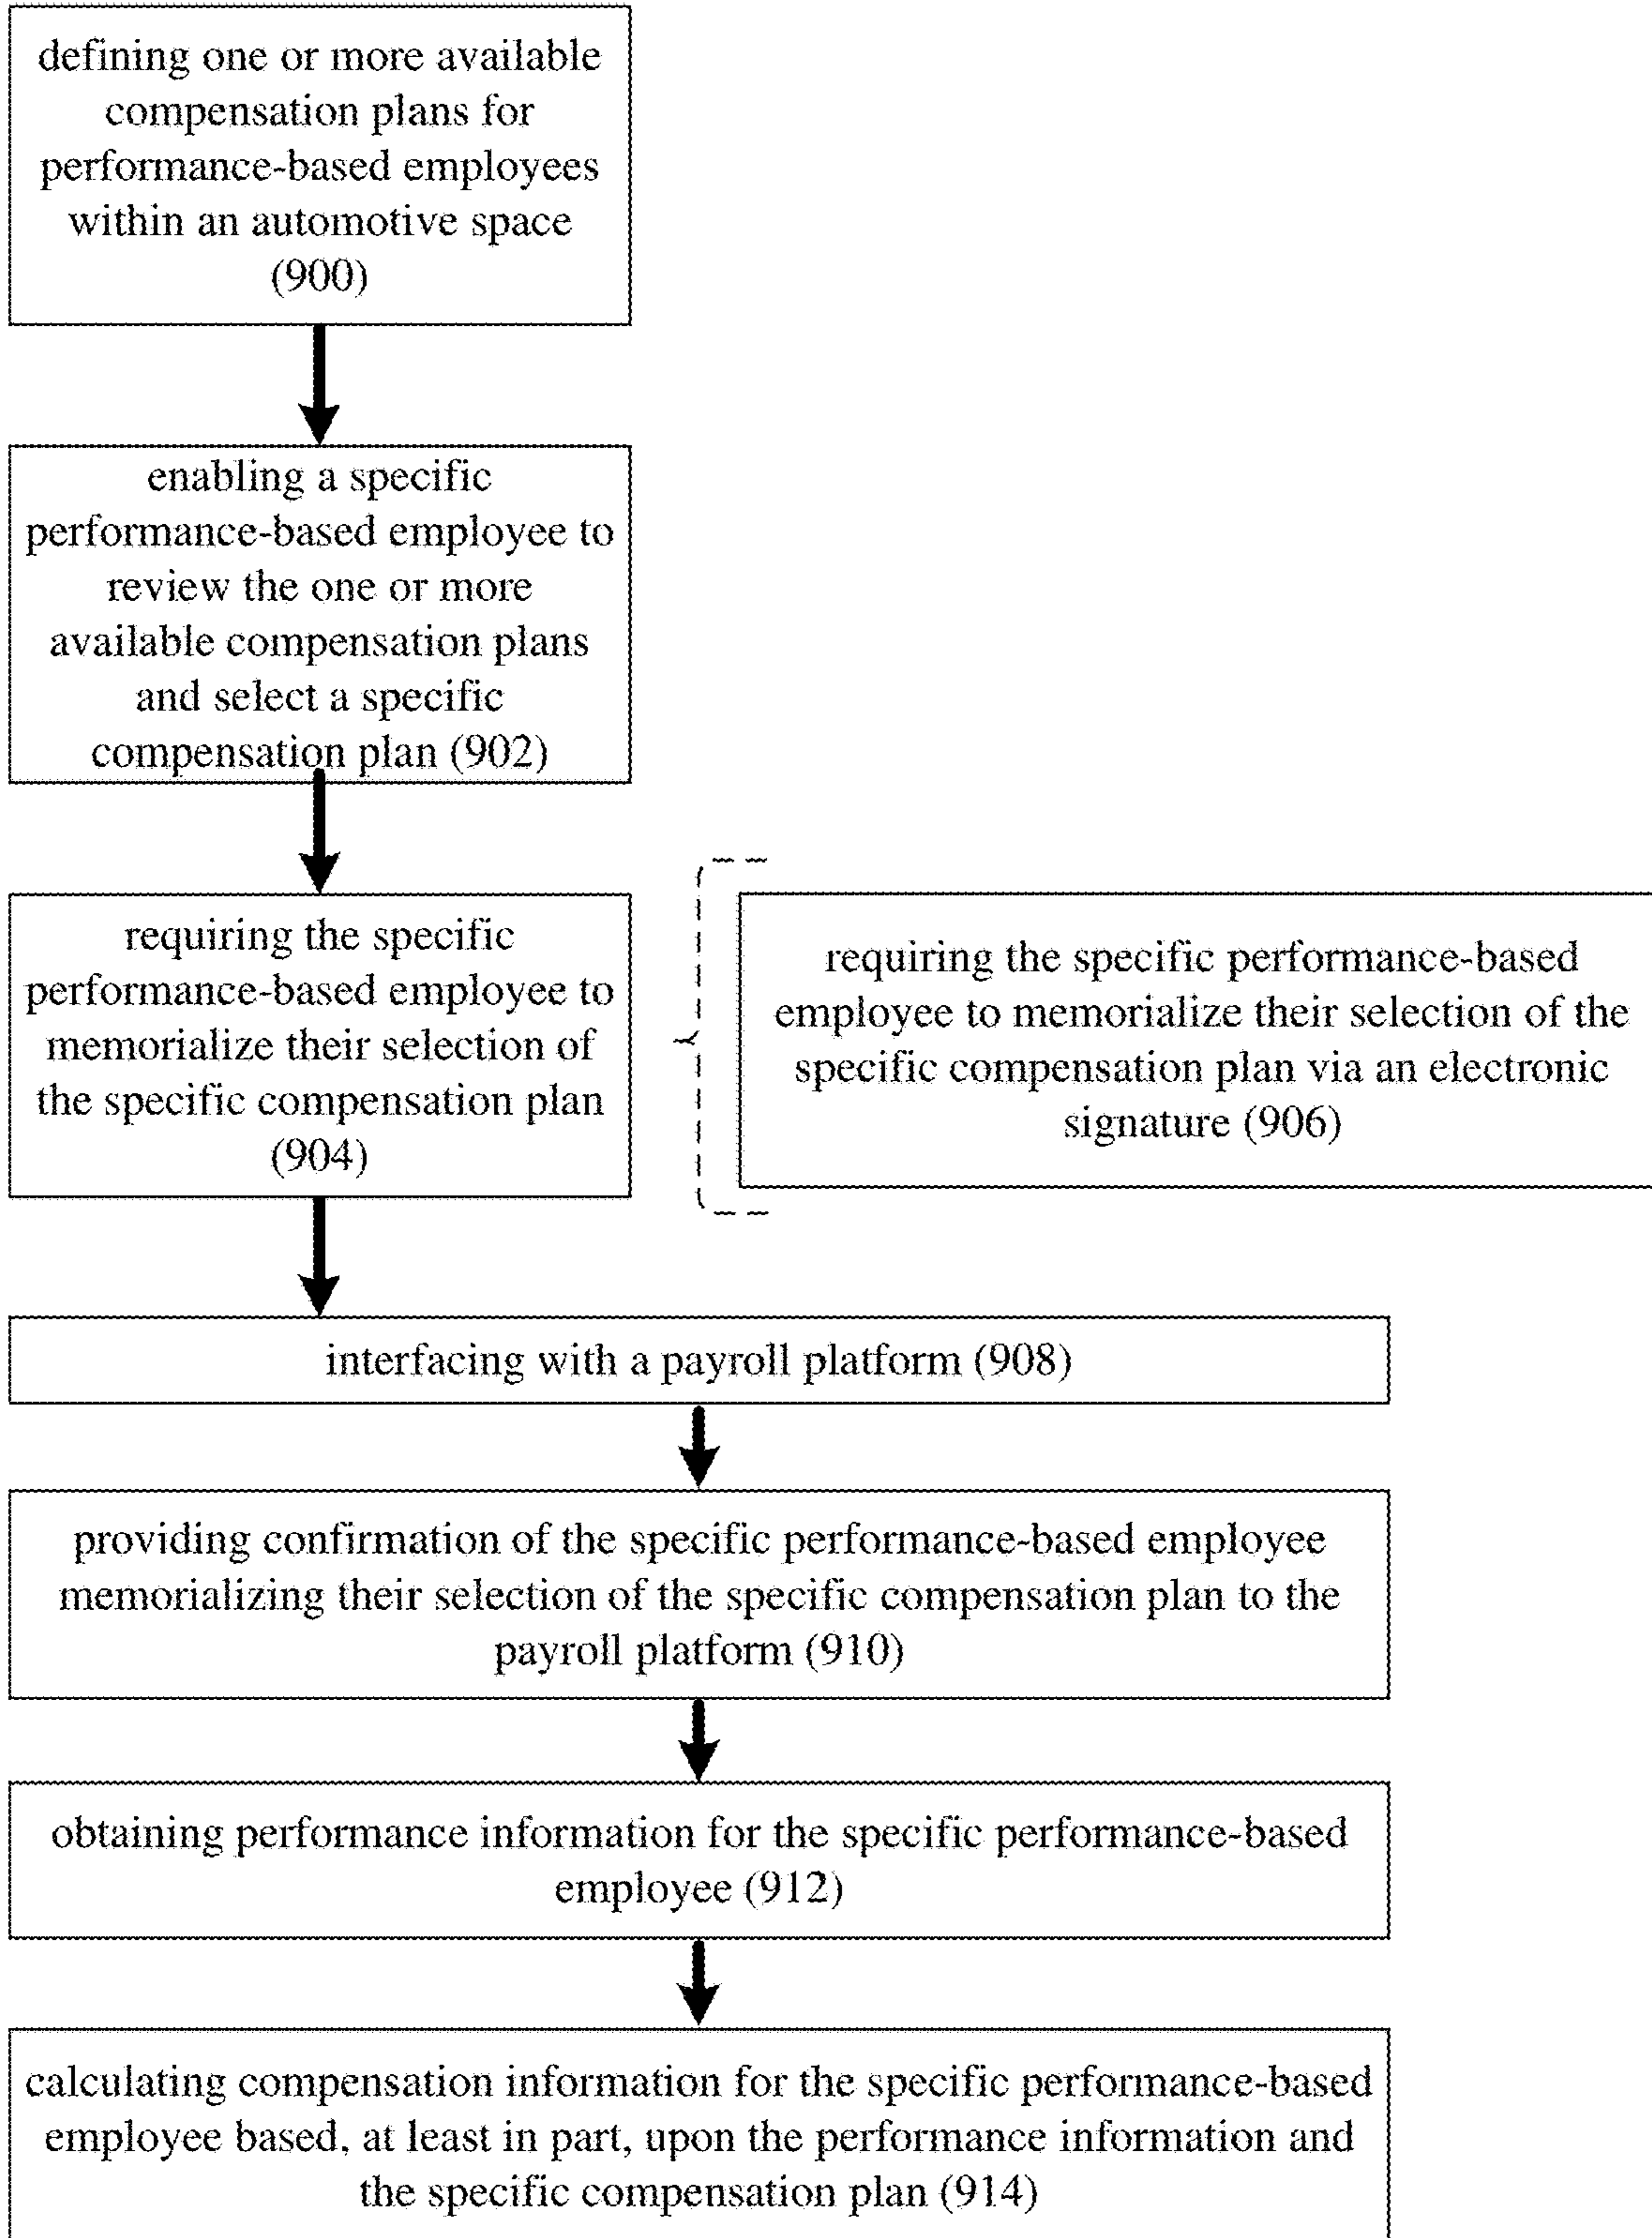 defining one or more available
compensation plans for
performance-based employees
within an automotive space
(900)
enabling a specific
performance-based employee to
review the one or more
available compensation plans
and select a specific
compensation plan (902)
requiring the specific
performance-based employee to
memorialize their selection of
the specific compensation plan
(904)
requiring the specific performance-based
employee to memorialize their selection of the
specific compensation plan via an electronic
signature (906)
interfacing with a payroll platform (908)
providing confirmation of the specific performance-based employee
memorializing their selection of the specific compensation plan to the
payroll platform (910)
obtaining performance information for the specific performance-based
employee (912)
calculating compensation information for the specific performance-based
employee based, at least in part, upon the performance information and
the specific compensation plan (914)